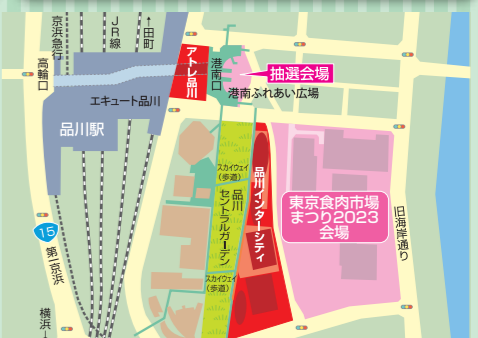 京浜急行
JR線
↑田町
高輪口
アトレ品川
港南口
抽選会場
港南ふれあい広場
エキュート品川
品川駅
スカイウェイ
(歩道)
品川
セントラルガーデン
品川インターシティ
東京食肉市場
まつり2023
会場
旧海岸通り
15
第一京浜
スカイウェイ
(歩道)
横浜↓